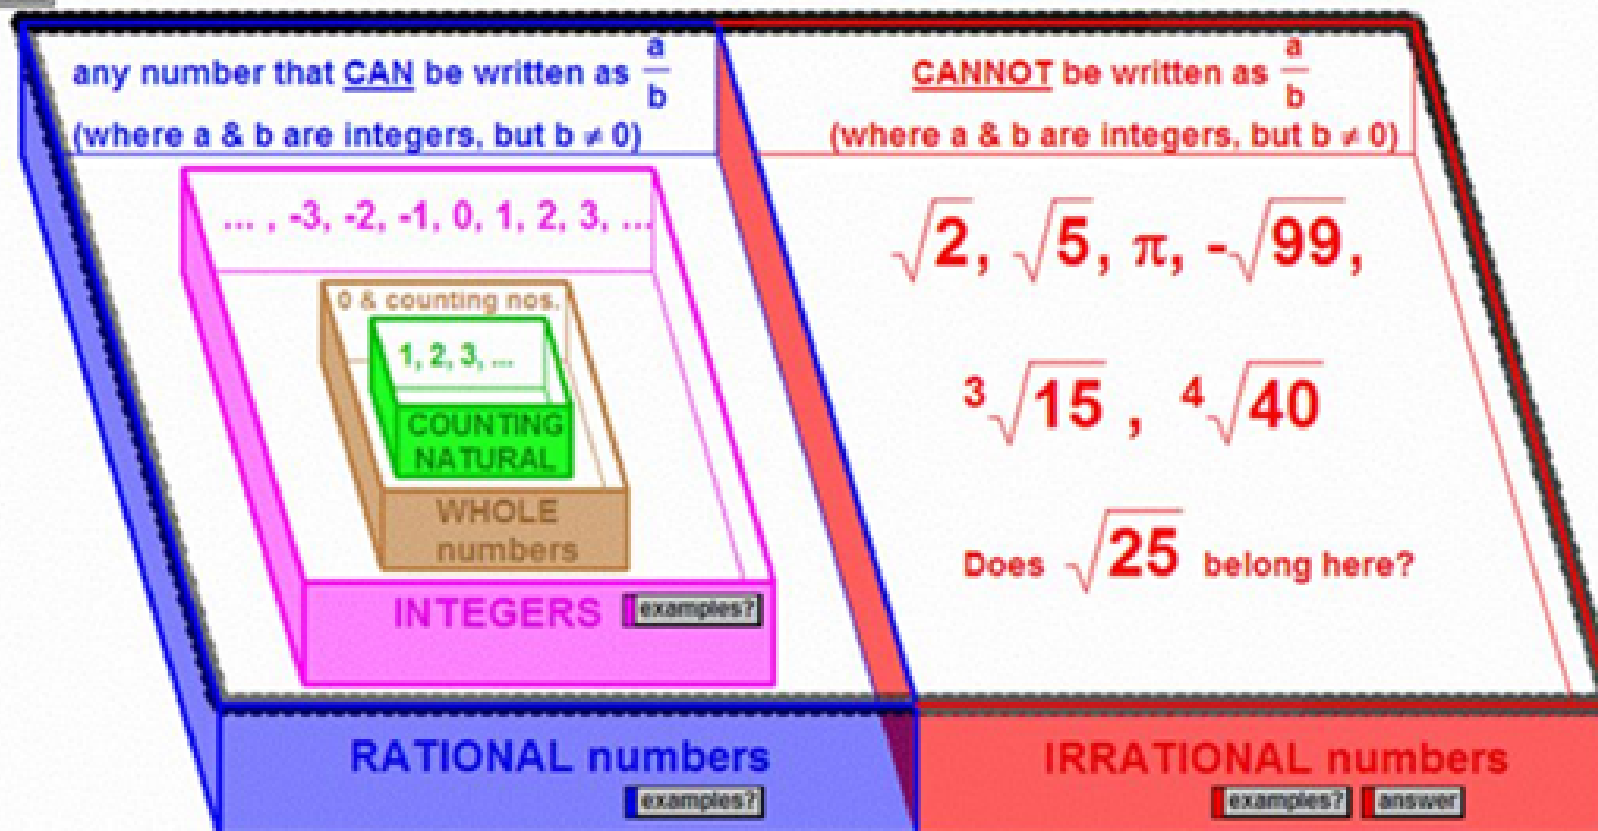 any number that CAN be written as a/b
(where a & b are integers, but b ≠ 0)
... , -3, -2, -1, 0, 1, 2, 3, ...
0 & counting nos.
1, 2, 3, ...
COUNTING
NATURAL
WHOLE
numbers
INTEGERS examples?
RATIONAL numbers
examples?
CANNOT be written as a/b
(where a & b are integers, but b ≠ 0)
√2, √5, π, -√99,
³√15 , ⁴√40
Does √25 belong here?
IRRATIONAL numbers
examples? answer